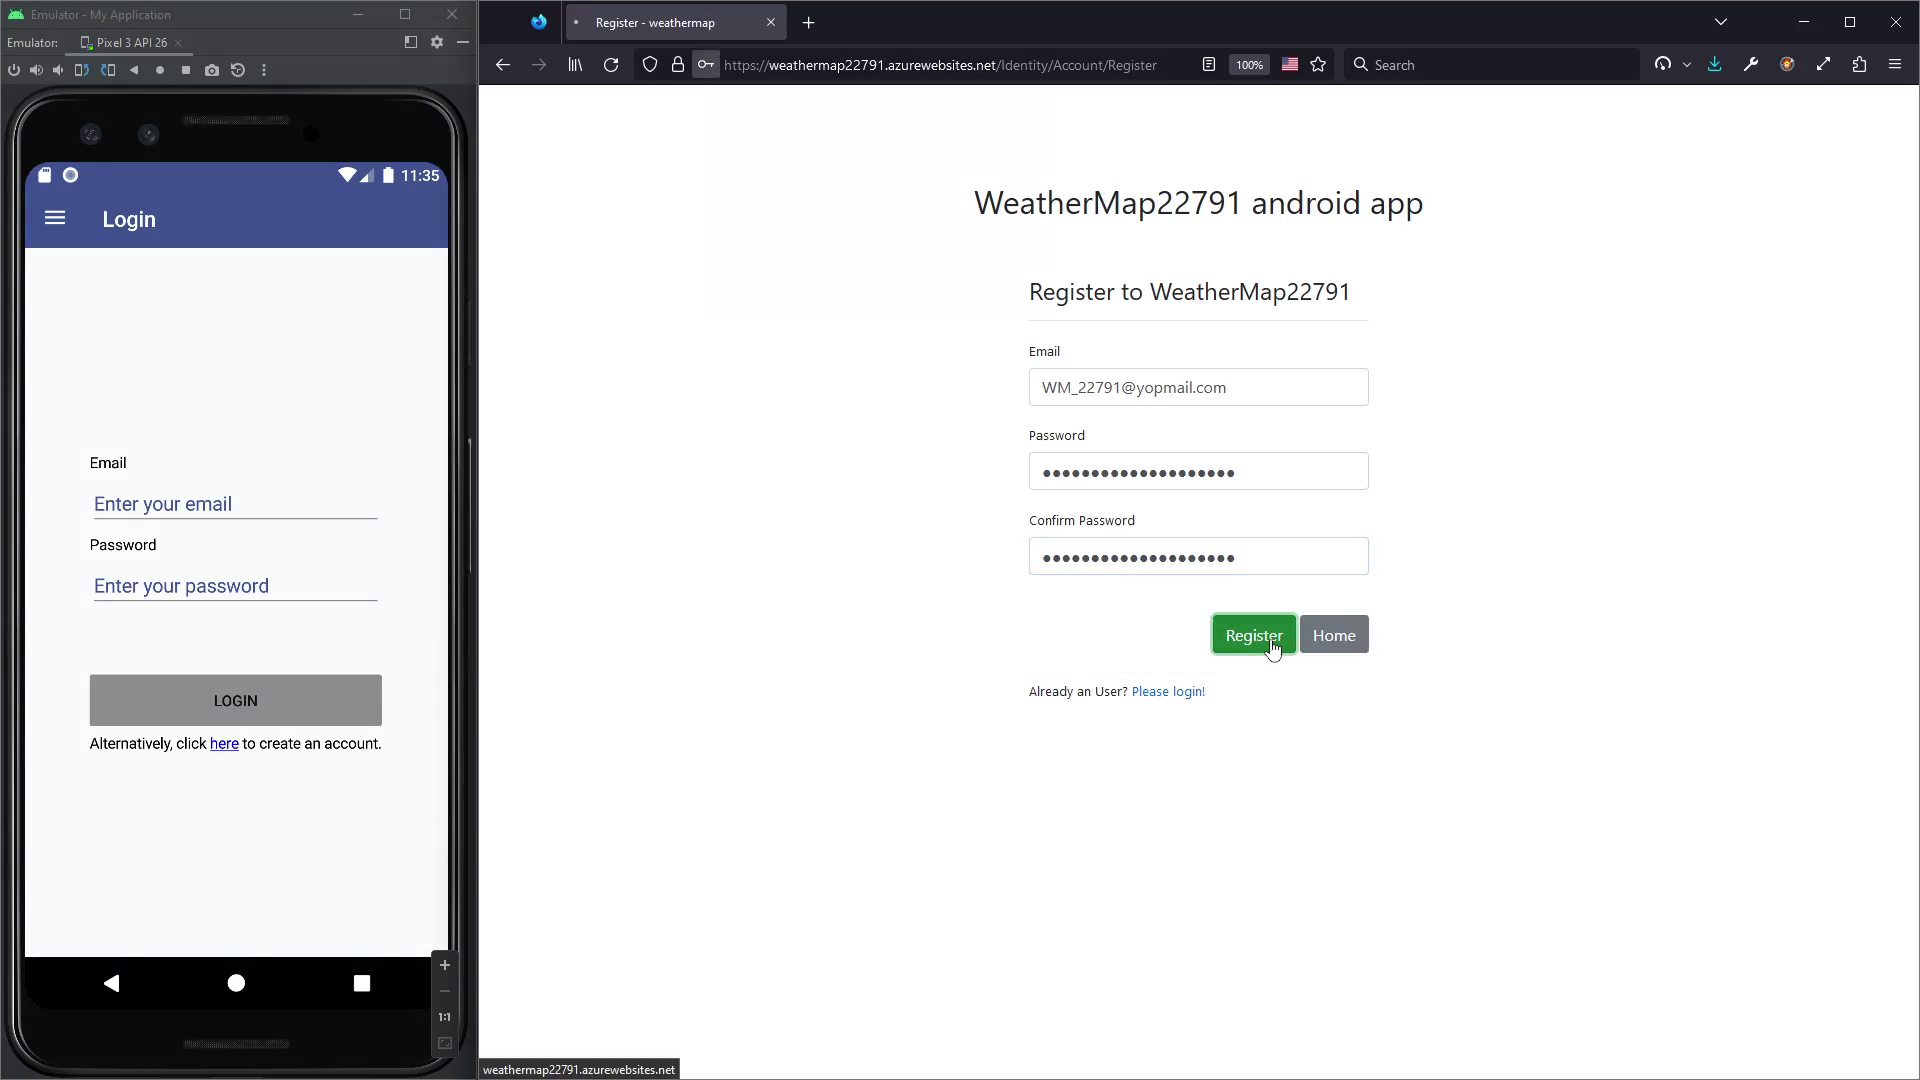 Emulator - My Application
Emulator: Pixel 3 API 26
11:35
Login
Email
Enter your email
Password
Enter your password
LOGIN
Alternatively, click here to create an account.
1:1
Register - weathermap
https://weathermap22791.azurewebsites.net/Identity/Account/Register
100%
Search
WeatherMap22791 android app
Register to WeatherMap22791
Email
WM_22791@yopmail.com
Password
Confirm Password
Register Home
Already an User? Please login!
weathermap22791.azurewebsites.net